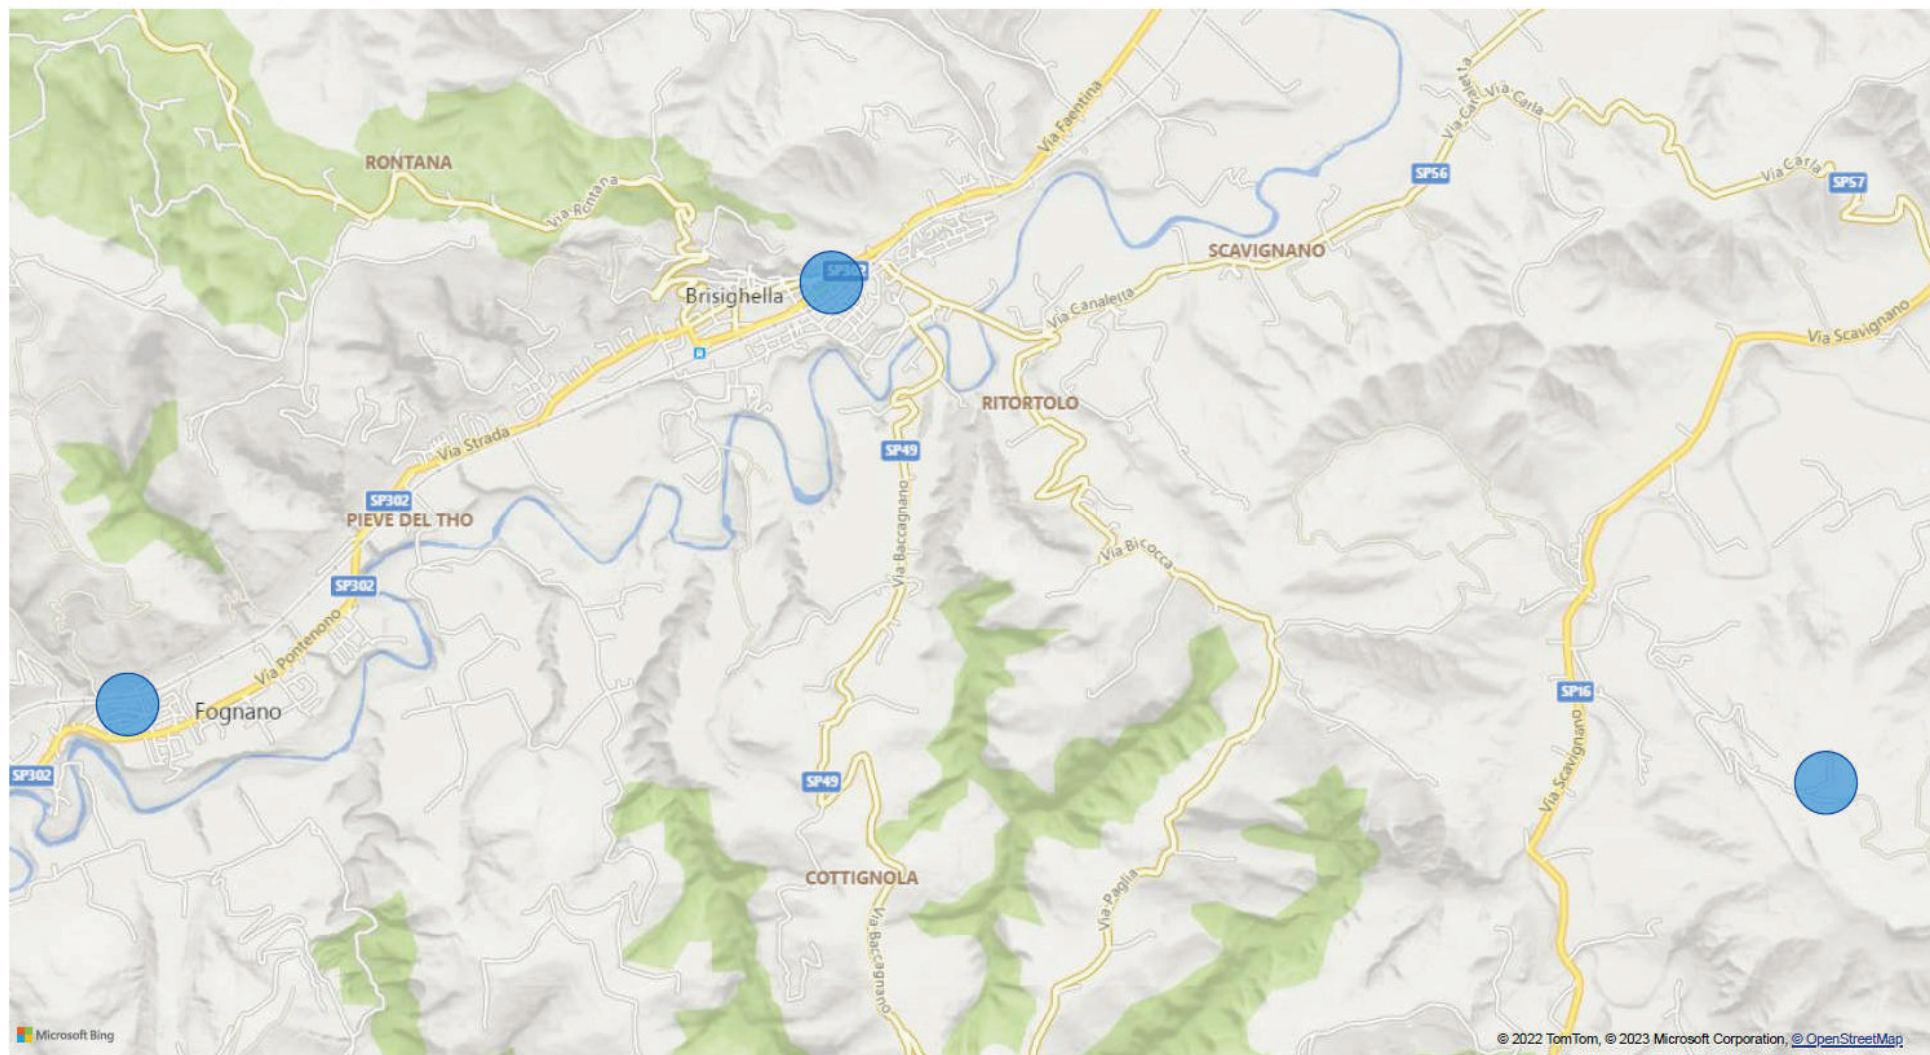 Via Faentina
Via Canaletta
Via Carla
RONTANA
SP56
Via Carla
SP57
Via Rontana
SCAVIGNANO
SP302
Brisighella
Via Canaletta
Via Scavignano
RITORTOLO
Via Strada
SP49
SP302
PIEVE DEL THO
Via Baccagnano
Via Bicocca
SP302
Via Pontenono
SP16
Fognano
Via Scavignano
SP302
SP49
COTTIGNOLA
Via Paglia
Via Baccagnano
Microsoft Bing
© 2022 TomTom, © 2023 Microsoft Corporation, © OpenStreetMap